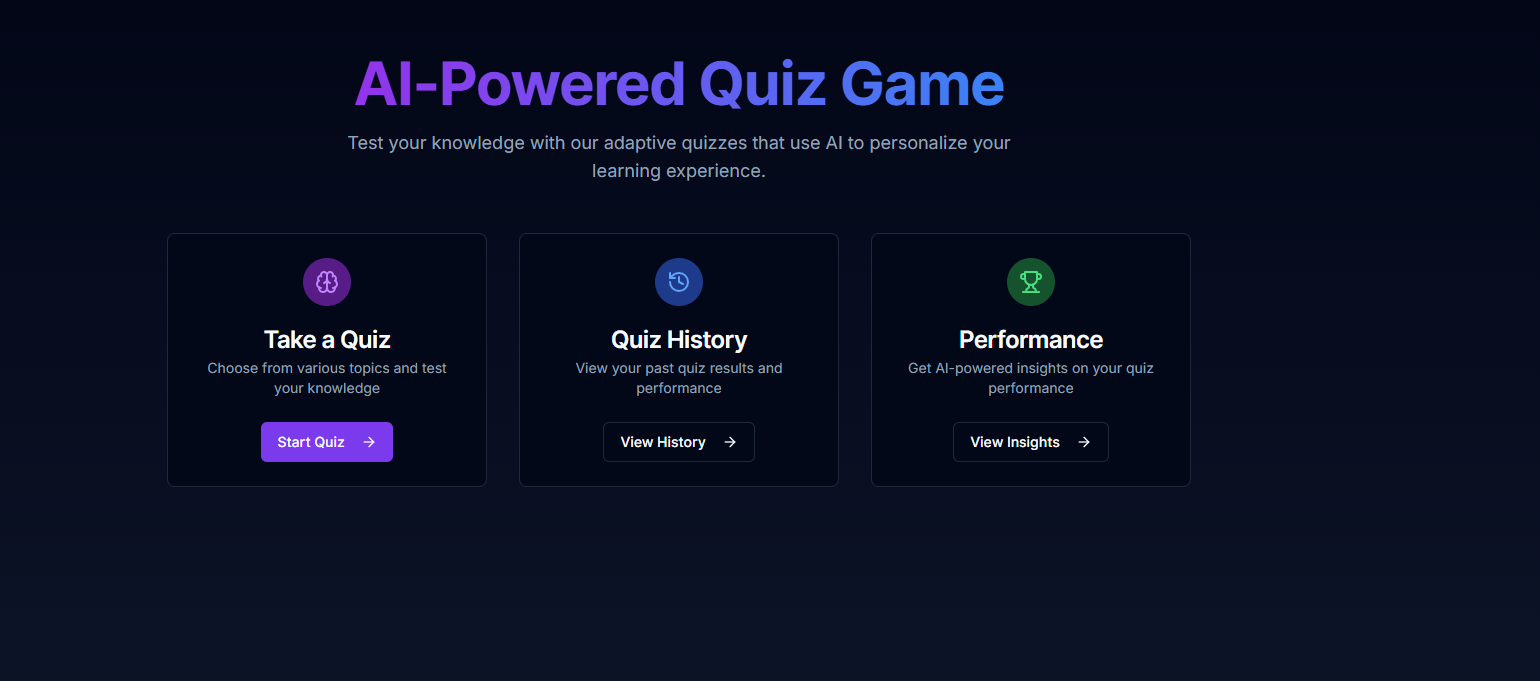 AI-Powered Quiz Game
Test your knowledge with our adaptive quizzes that use AI to personalize your
learning experience.
Take a Quiz
Choose from various topics and test
your knowledge
Start Quiz
Quiz History
View your past quiz results and
performance
View History
Performance
Get AI-powered insights on your quiz
performance
View Insights